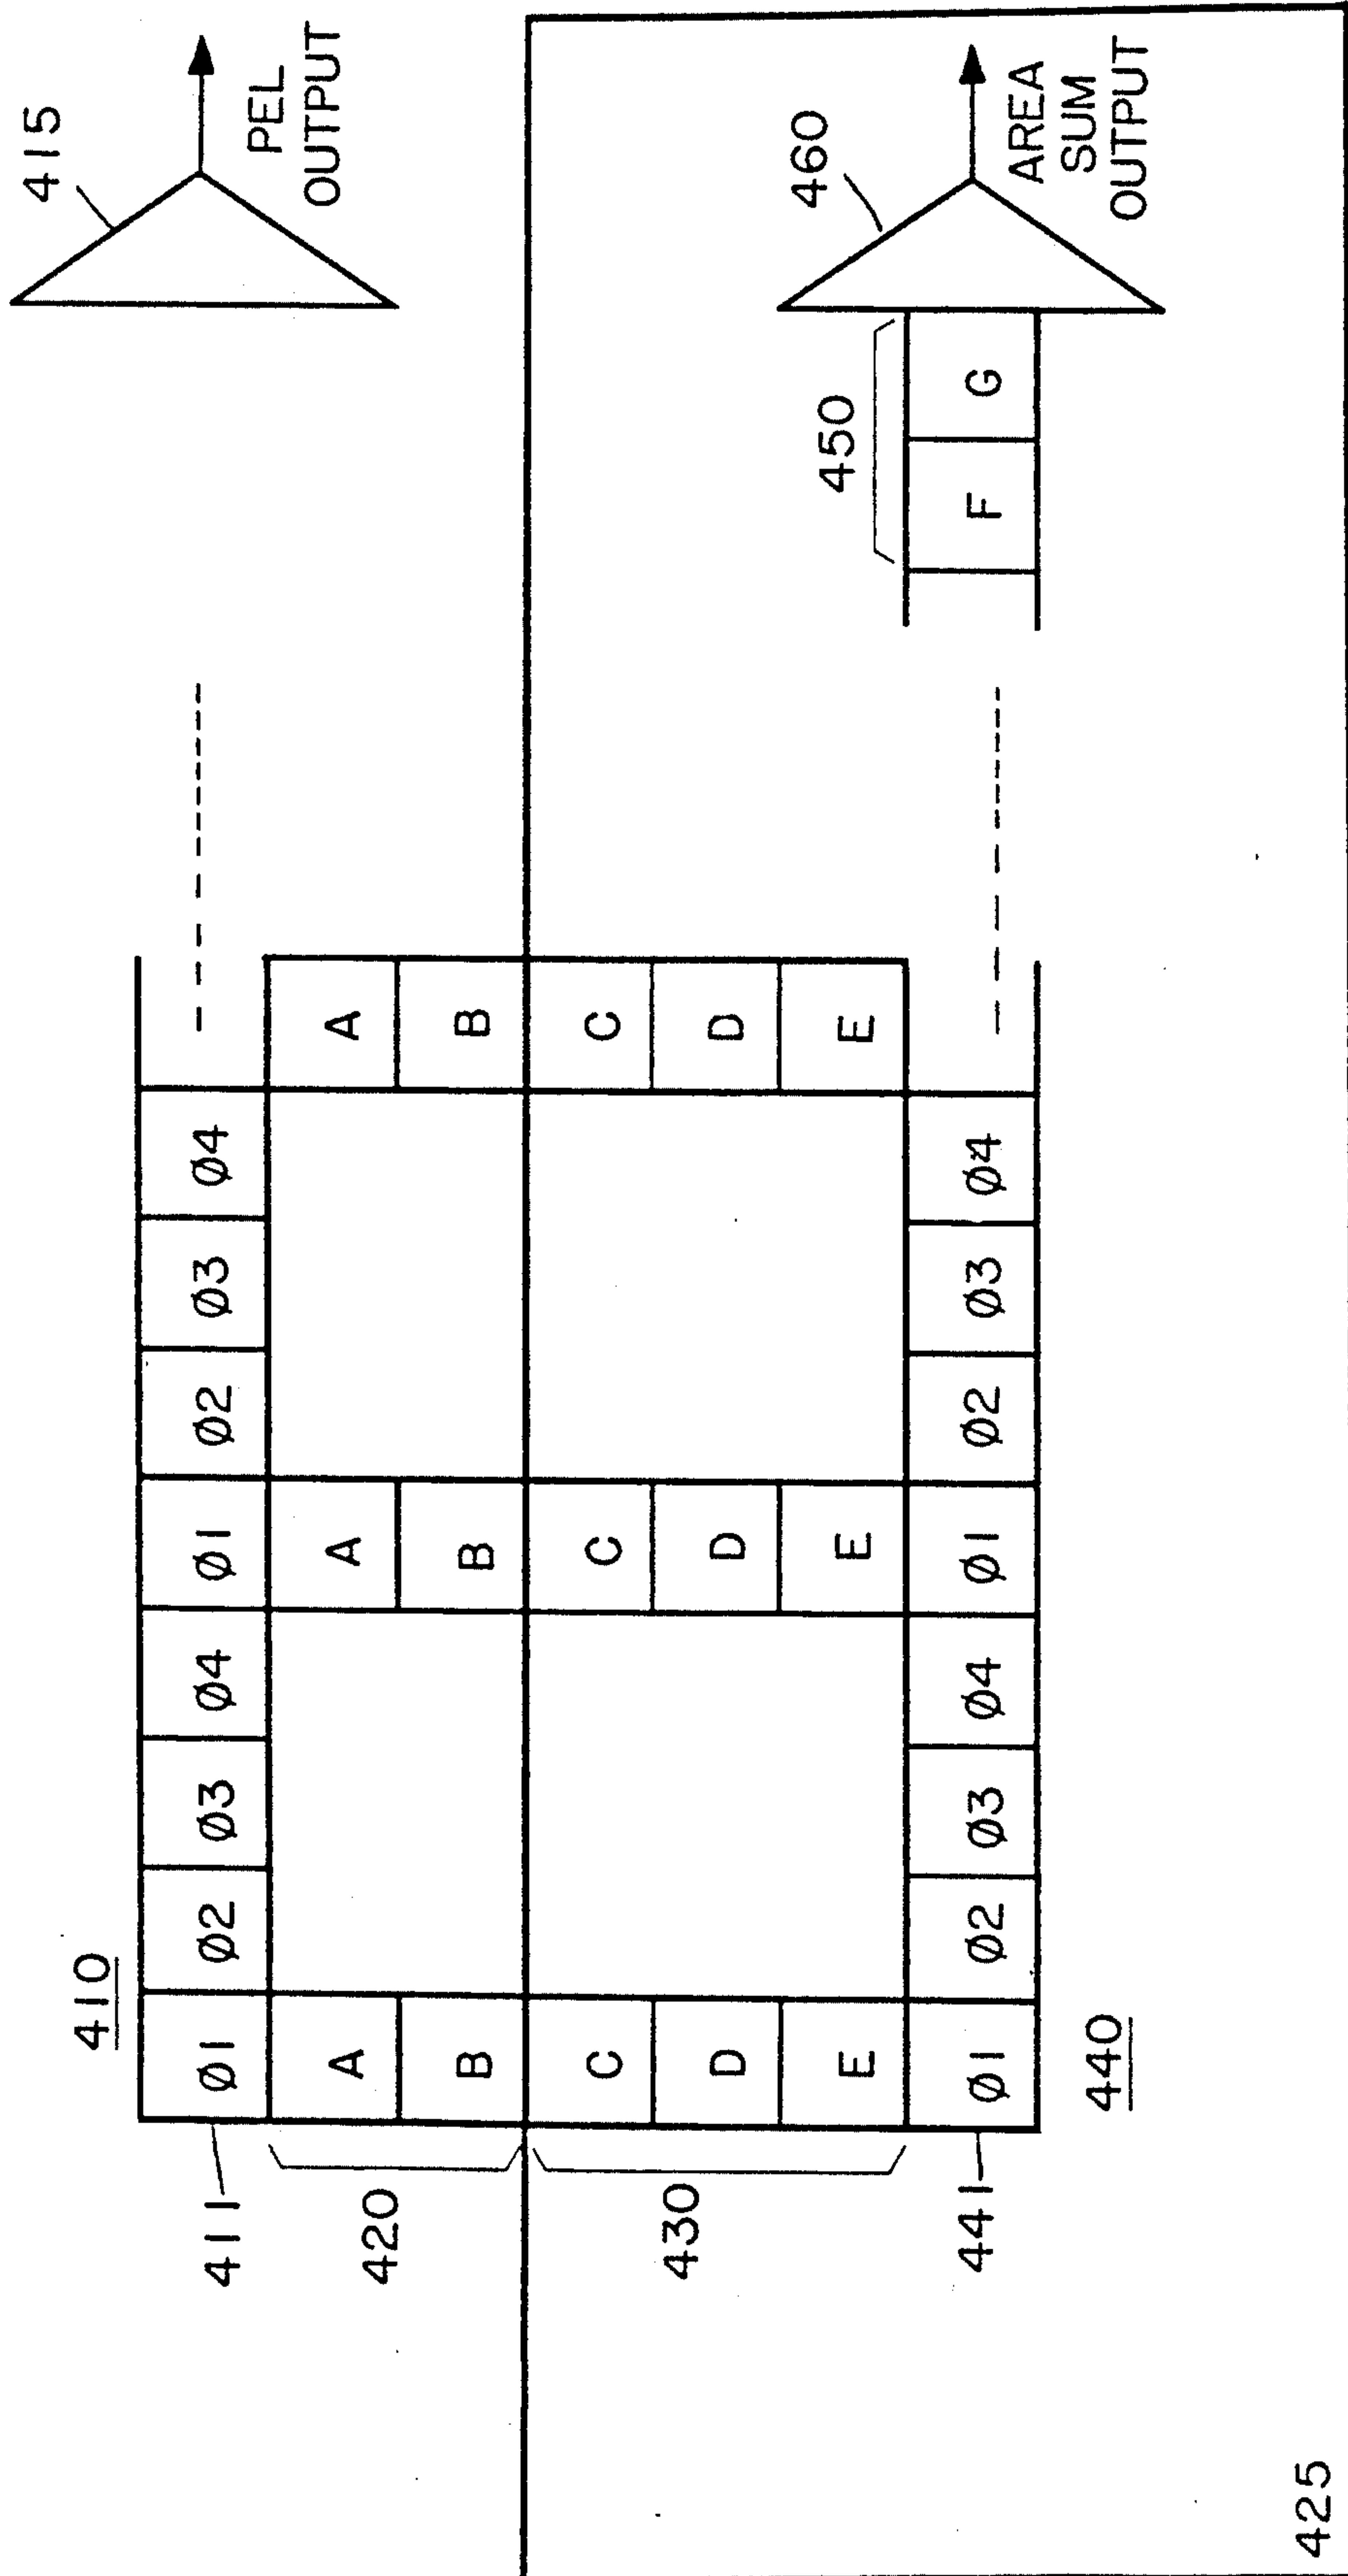 415
PEL
OUTPUT
410
Ø1 Ø2 Ø3 Ø4 Ø1 Ø2 Ø3 Ø4
411
A A A
420
B B B
C C C
430
D D D
E E E
450
460
441
Ø1 Ø2 Ø3 Ø4 Ø1 Ø2 Ø3 Ø4
F G
AREA
SUM
OUTPUT
440
425